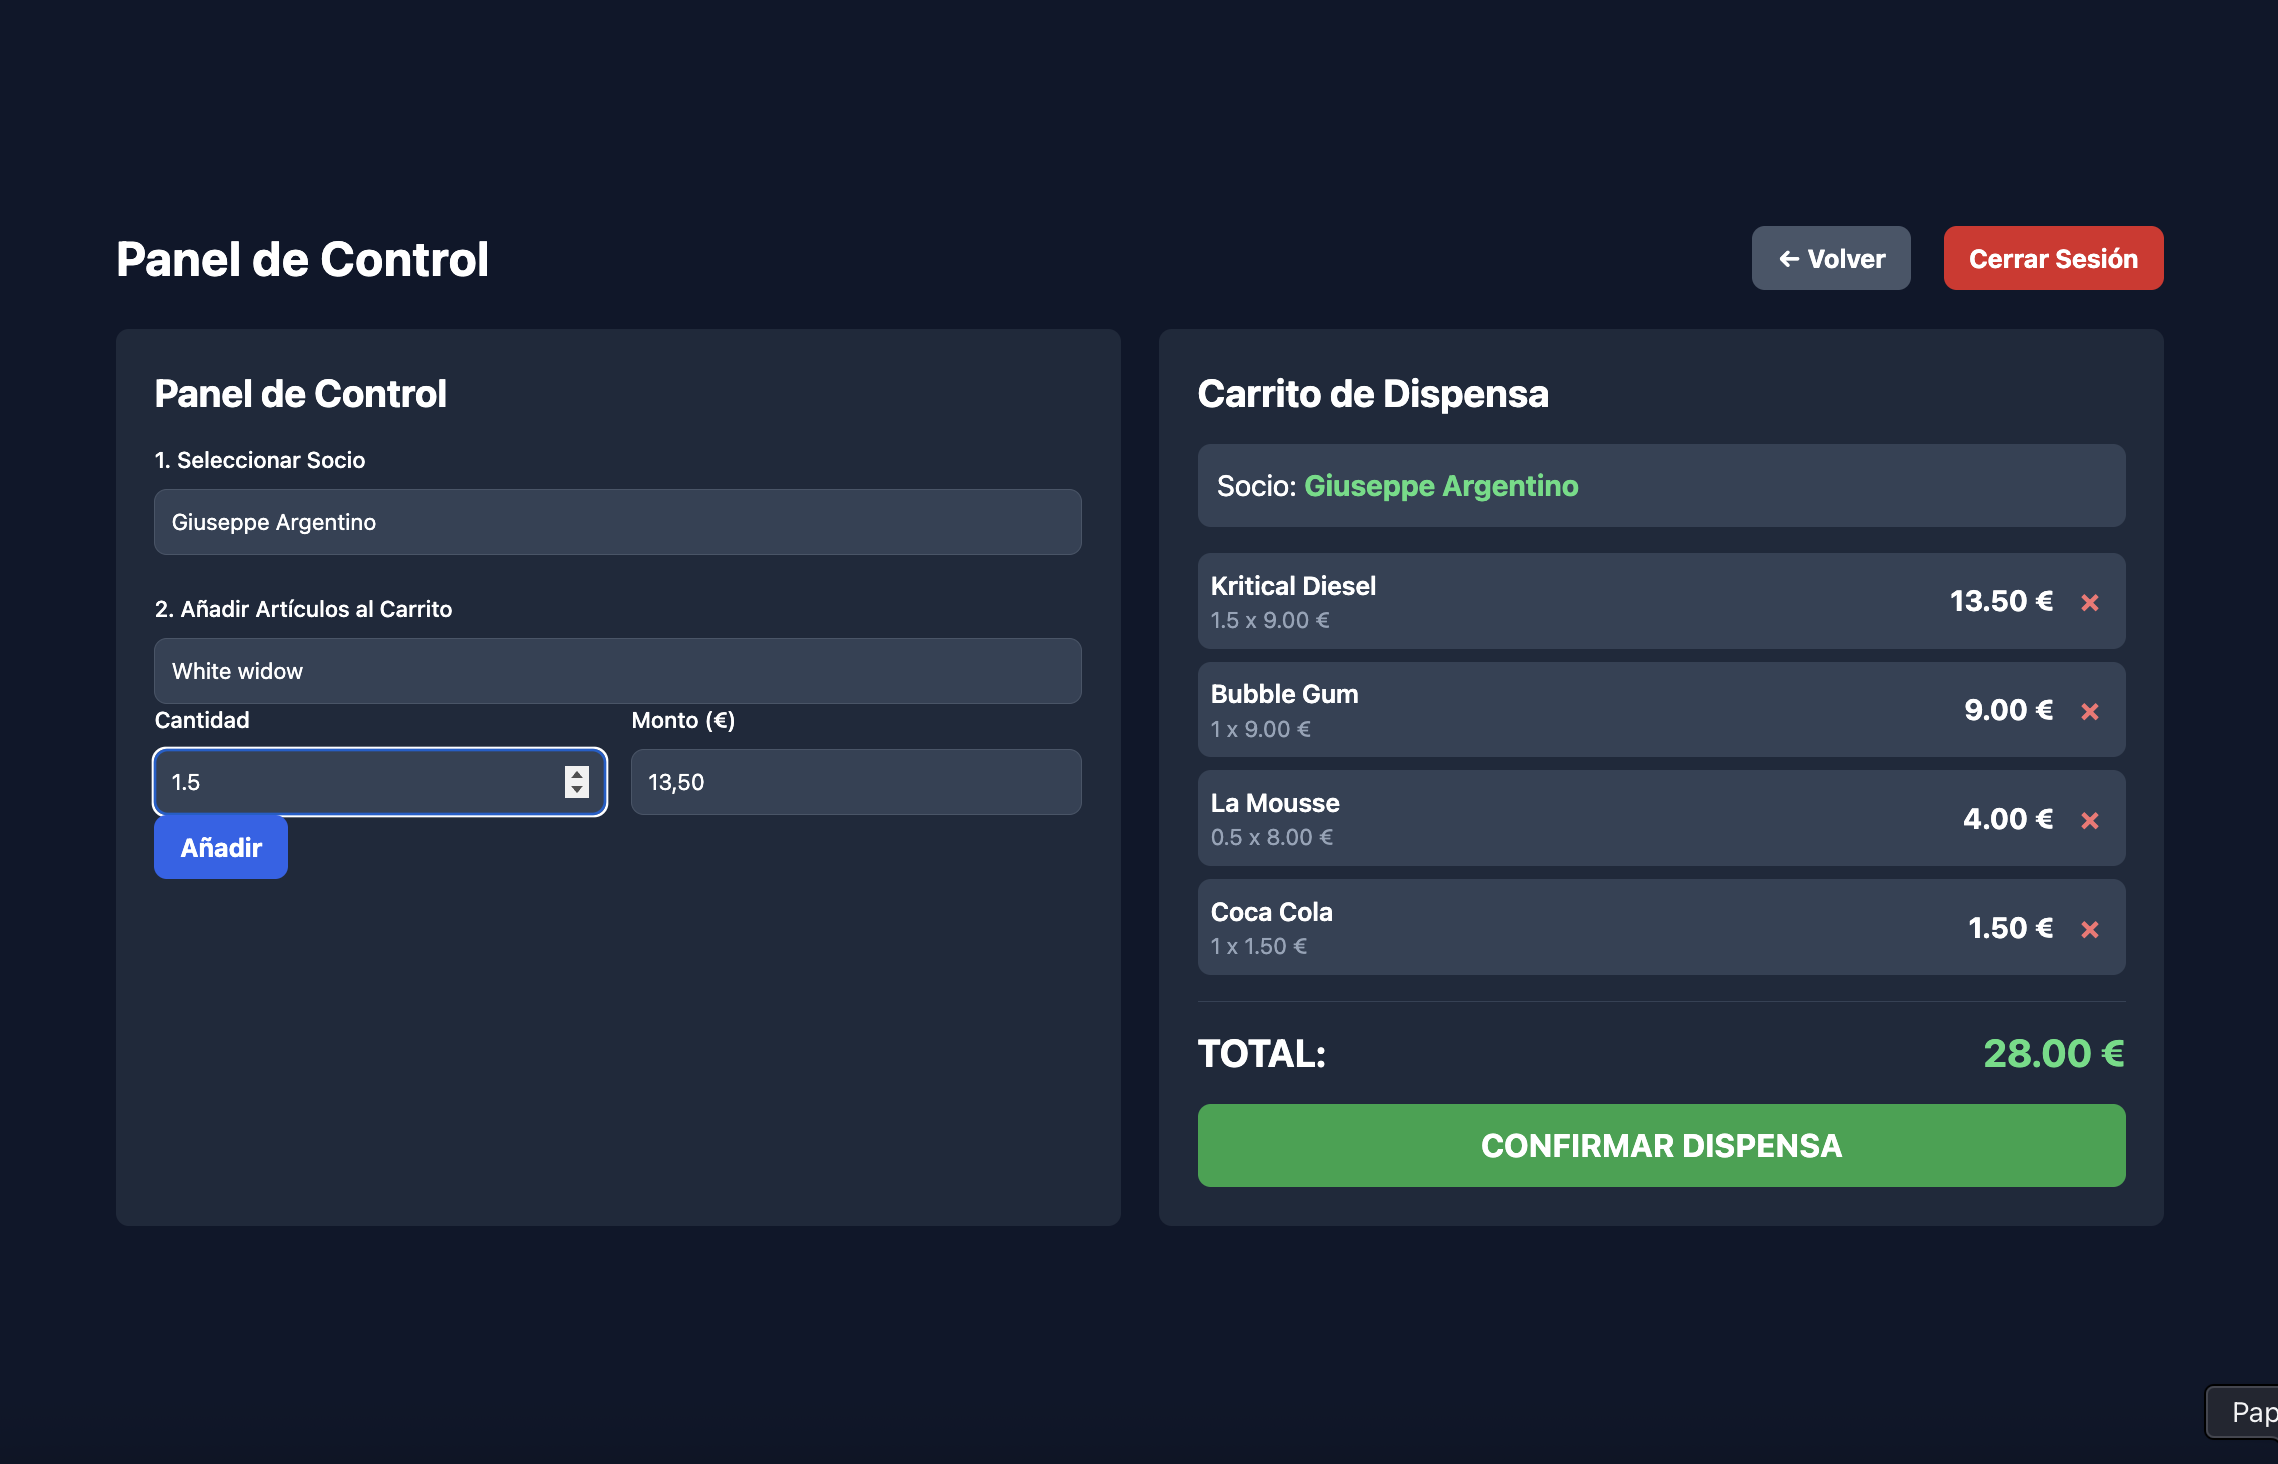 Panel de Control
← Volver
Cerrar Sesión
Panel de Control
1. Seleccionar Socio
Giuseppe Argentino
2. Añadir Artículos al Carrito
White widow
Cantidad
Monto (€)
1.5
13,50
Añadir
Carrito de Dispensa
Socio: Giuseppe Argentino
Kritical Diesel
1.5 x 9.00 €
13.50 €
Bubble Gum
1 x 9.00 €
9.00 €
La Mousse
0.5 x 8.00 €
4.00 €
Coca Cola
1 x 1.50 €
1.50 €
TOTAL:
28.00 €
CONFIRMAR DISPENSA